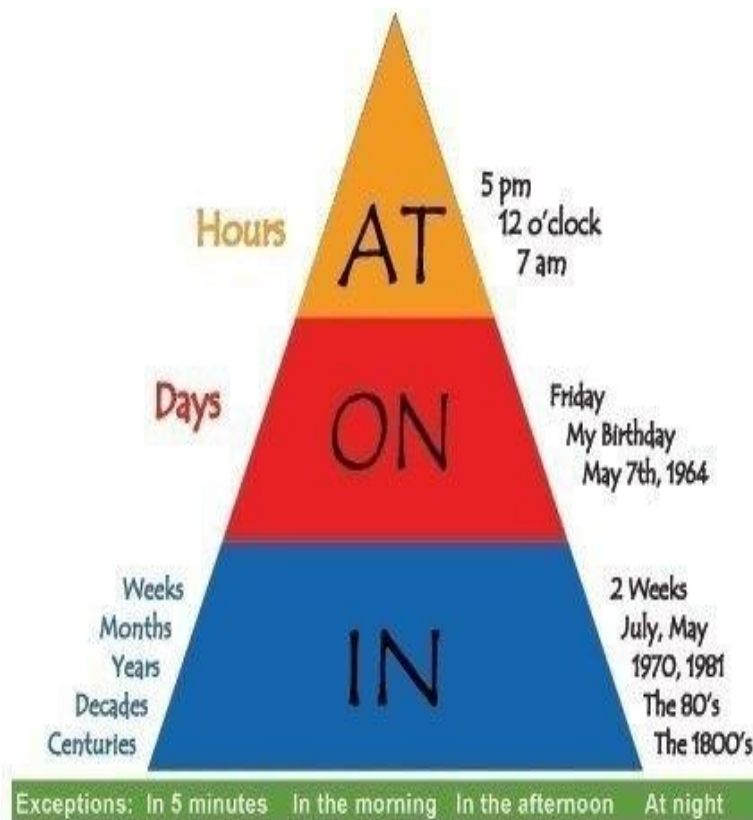 5 pm
12 o'clock
Hours
AT
7 am
Days
ON
Friday
My Birthday
May 7th, 1964
Weeks
2 Weeks
Months
July, May
IN
Years
1970, 1981
Decades
The 80's
Centuries
The 1800's
Exceptions: In 5 minutes In the morning In the afternoon At night